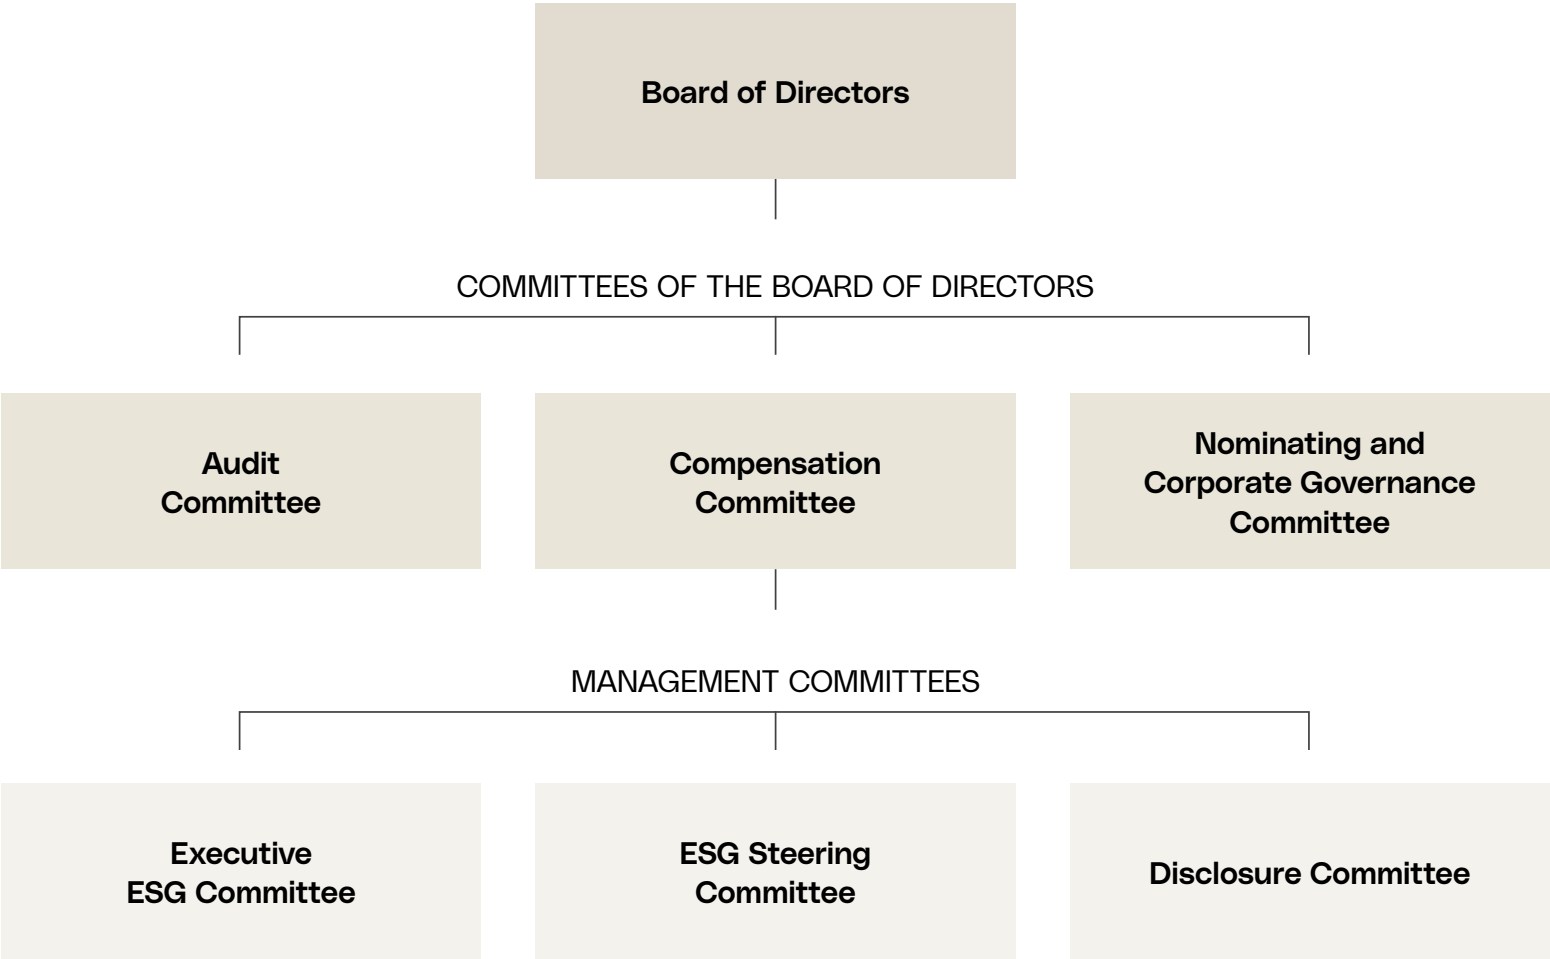 Board of Directors
COMMITTEES OF THE BOARD OF DIRECTORS
Audit
Committee
Compensation
Committee
Nominating and
Corporate Governance
Committee
MANAGEMENT COMMITTEES
Executive
ESG Committee
ESG Steering
Committee
Disclosure Committee